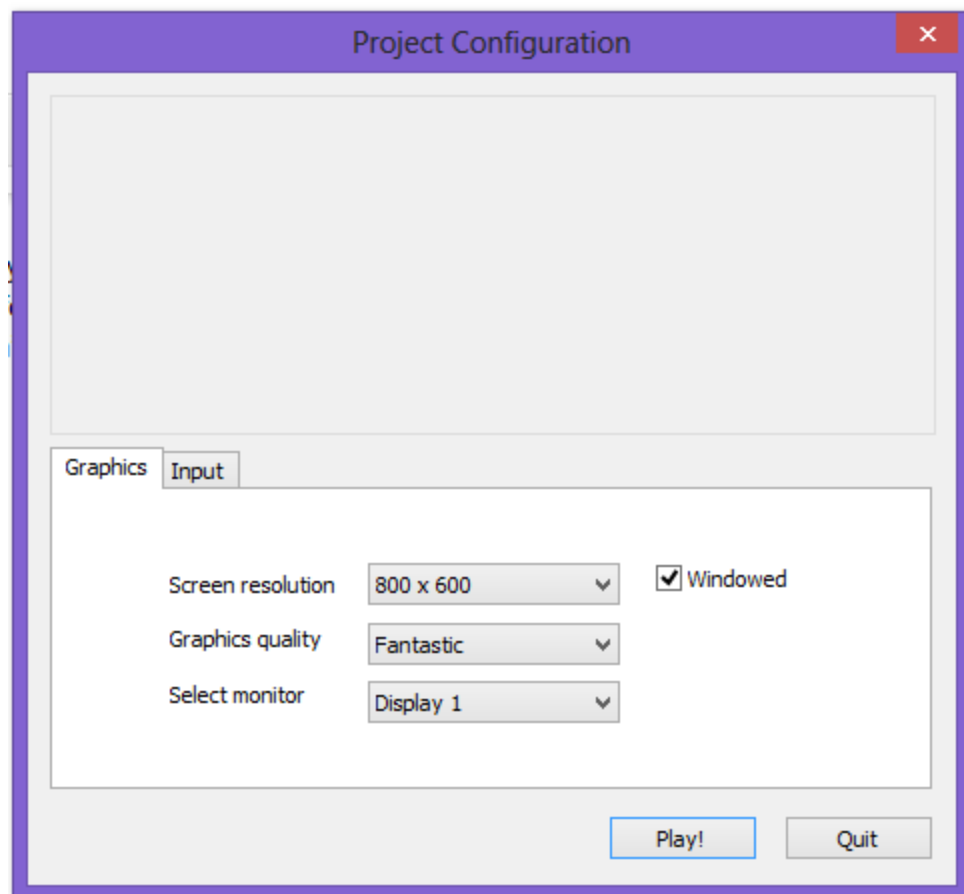 Project Configuration
Graphics
Input
Screen resolution
800 x 600
Windowed
Graphics quality
Fantastic
Select monitor
Display 1
Play!
Quit